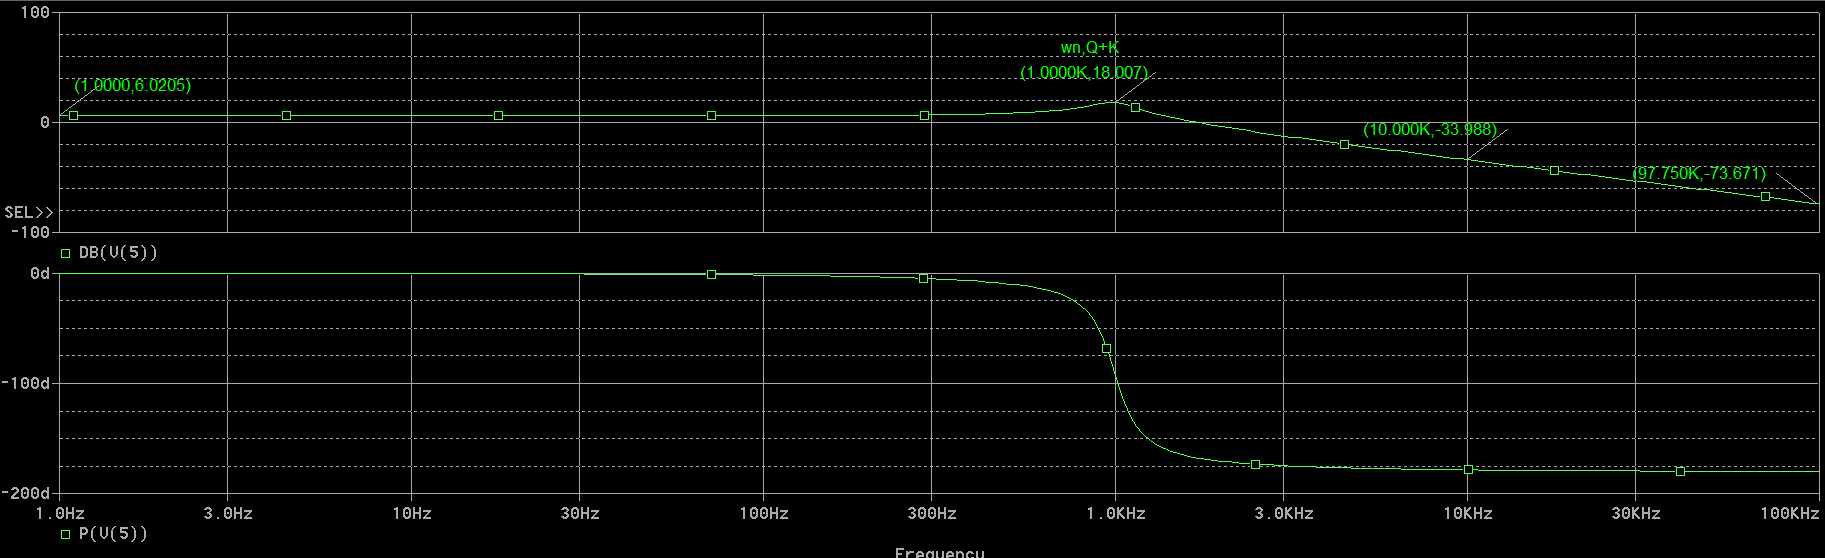 100
wn,Q+K
(1.0000K,18.007)
(1.0000,6.0205)
0
(10.000K,-33.988)
(97.750K,-73.671)
SEL>>
-100
DB(V(5))
0d
-100d
-200d
1.0Hz 3.0Hz 10Hz 30Hz 100Hz 300Hz 1.0KHz 3.0KHz 10KHz 30KHz 100KHz
P(V(5))
Frequency